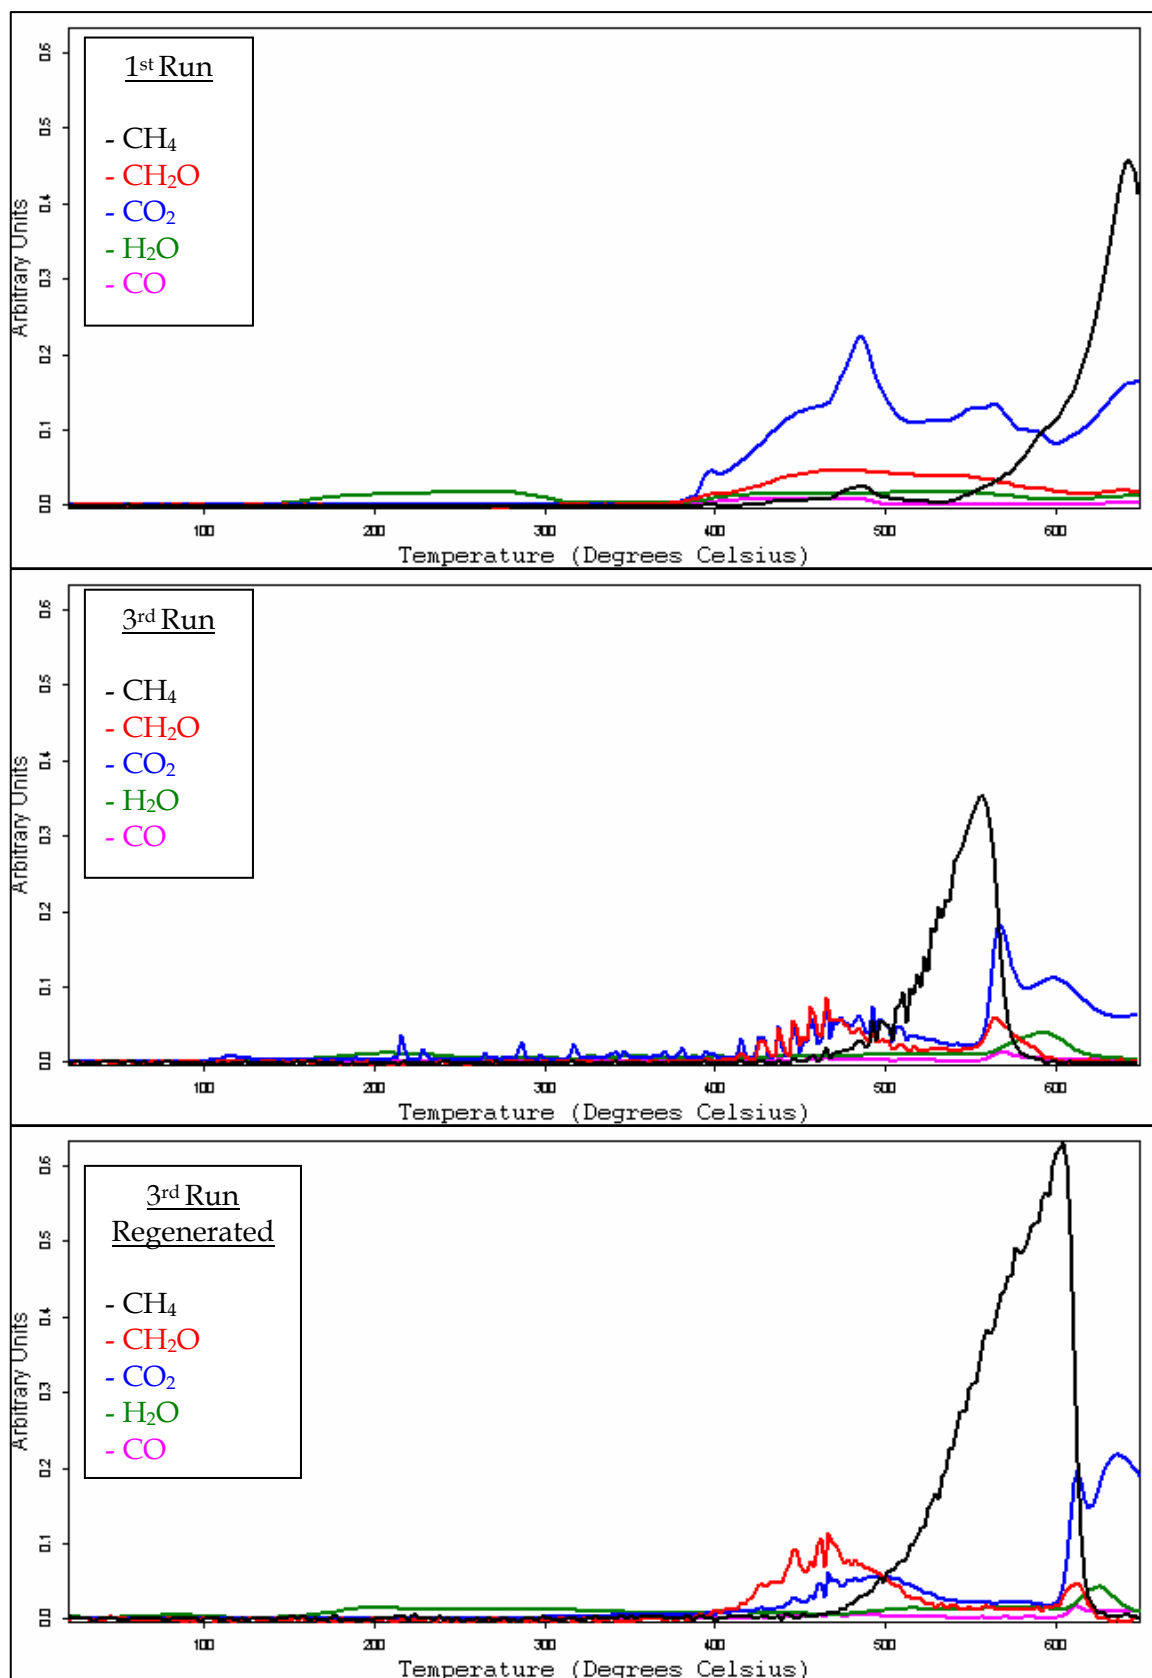 1st Run
- CH4
- CH2O
- CO2
- H2O
- CO
Arbitrary Units
0.6
0.5
0.4
0.3
0.2
0.1
0.0
100 200 300 400 500 600
Temperature (Degrees Celsius)
3rd Run
- CH4
- CH2O
- CO2
- H2O
- CO
Arbitrary Units
0.6
0.5
0.4
0.3
0.2
0.1
0.0
100 200 300 400 500 600
Temperature (Degrees Celsius)
3rd Run
Regenerated
- CH4
- CH2O
- CO2
- H2O
- CO
Arbitrary Units
0.6
0.5
0.4
0.3
0.2
0.1
0.0
100 200 300 400 500 600
Temperature (Degrees Celsius)